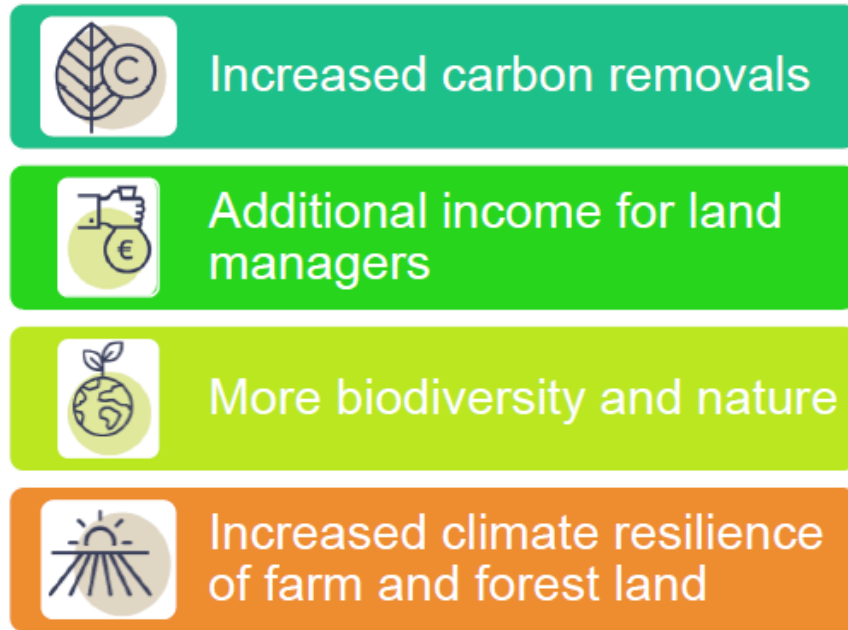 C
Increased carbon removals
€
Additional income for land
managers
More biodiversity and nature
Increased climate resilience
of farm and forest land